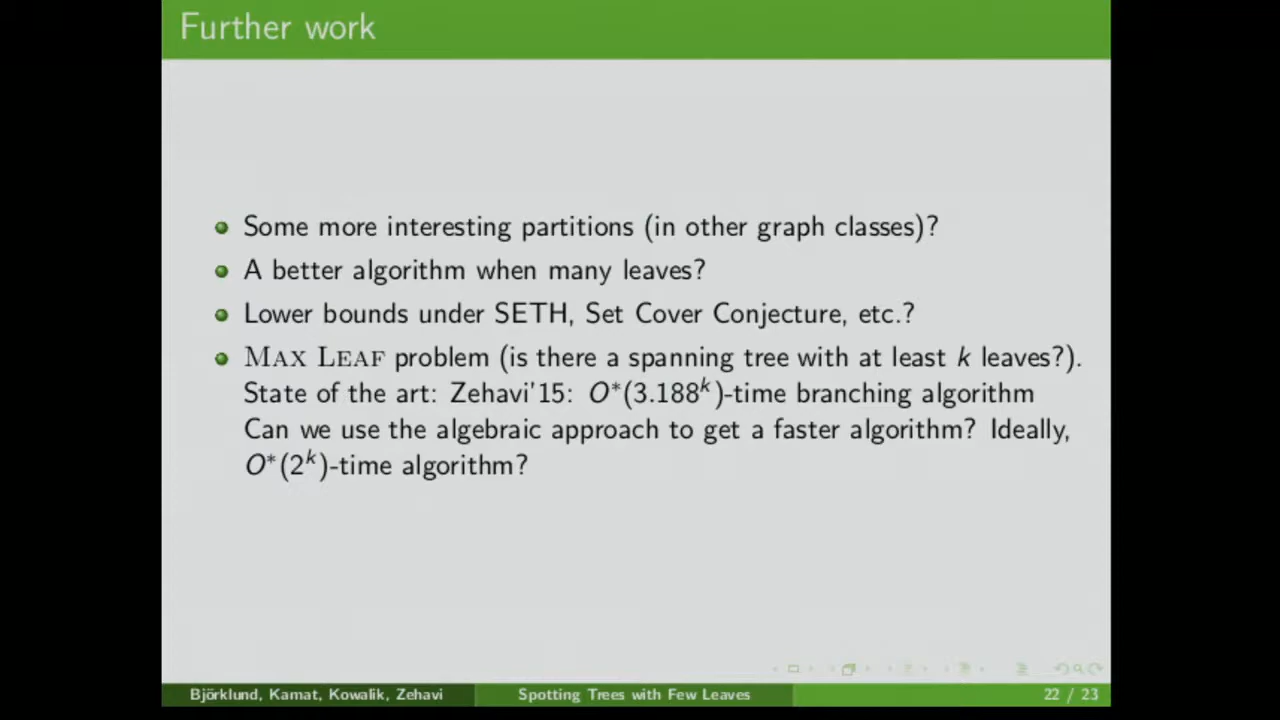 Further work
Some more interesting partitions (in other graph classes)?
A better algorithm when many leaves?
Lower bounds under SETH, Set Cover Conjecture, etc.?
MAX LEAF problem (is there a spanning tree with at least k leaves?).
State of the art: Zehavi'15: O*(3.188^k)-time branching algorithm
Can we use the algebraic approach to get a faster algorithm? Ideally,
O*(2^k)-time algorithm?
Björklund, Kamat, Kowalik, Zehavi
Spotting Trees with Few Leaves
22 / 23